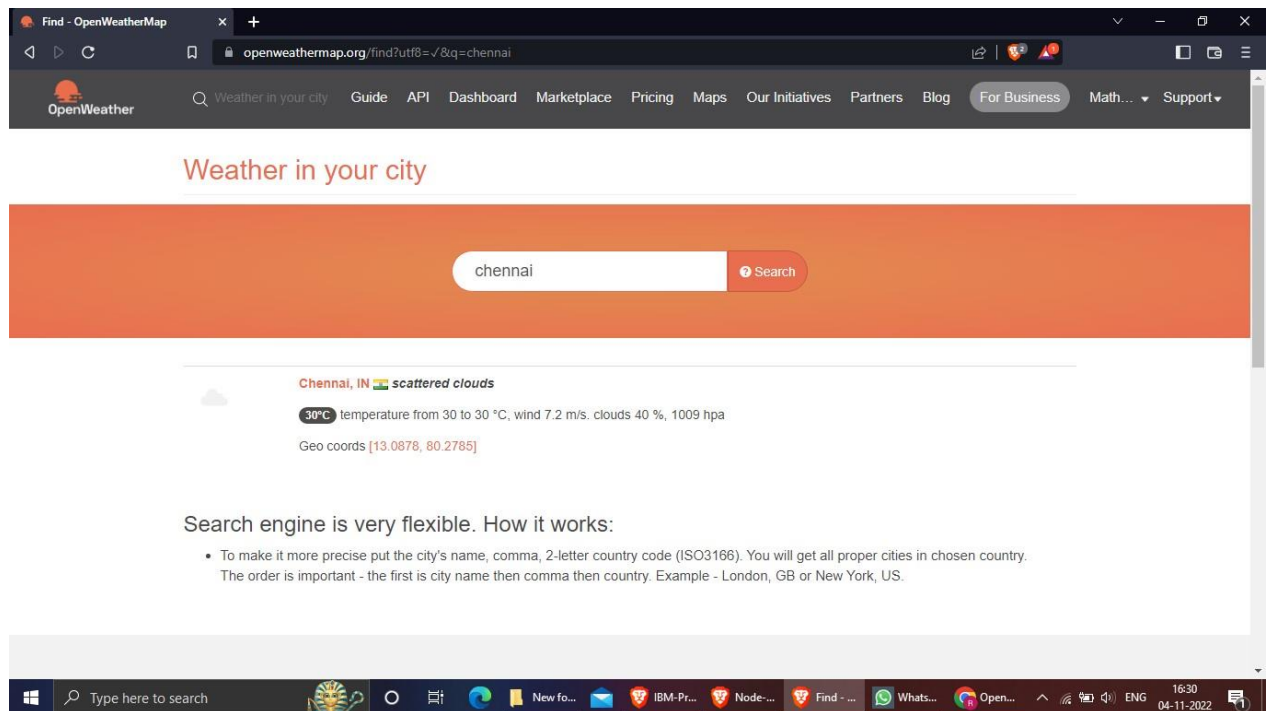 Find - OpenWeatherMap
openweathermap.org/find?utf8=✓&q=chennai
2
1
OpenWeather
Weather in your city Guide API Dashboard Marketplace Pricing Maps Our Initiatives Partners Blog For Business Math... Support
Weather in your city
chennai
Search
Chennai, IN scattered clouds
30°C temperature from 30 to 30 °C, wind 7.2 m/s. clouds 40 %, 1009 hpa
Geo coords [13.0878, 80.2785]
Search engine is very flexible. How it works:
• To make it more precise put the city's name, comma, 2-letter country code (ISO3166). You will get all proper cities in chosen country.
The order is important - the first is city name then comma then country. Example - London, GB or New York, US.
Type here to search New fo... IBM-Pr... Node-... Find - ... Whats... Open... ENG 16:30
04-11-2022
1